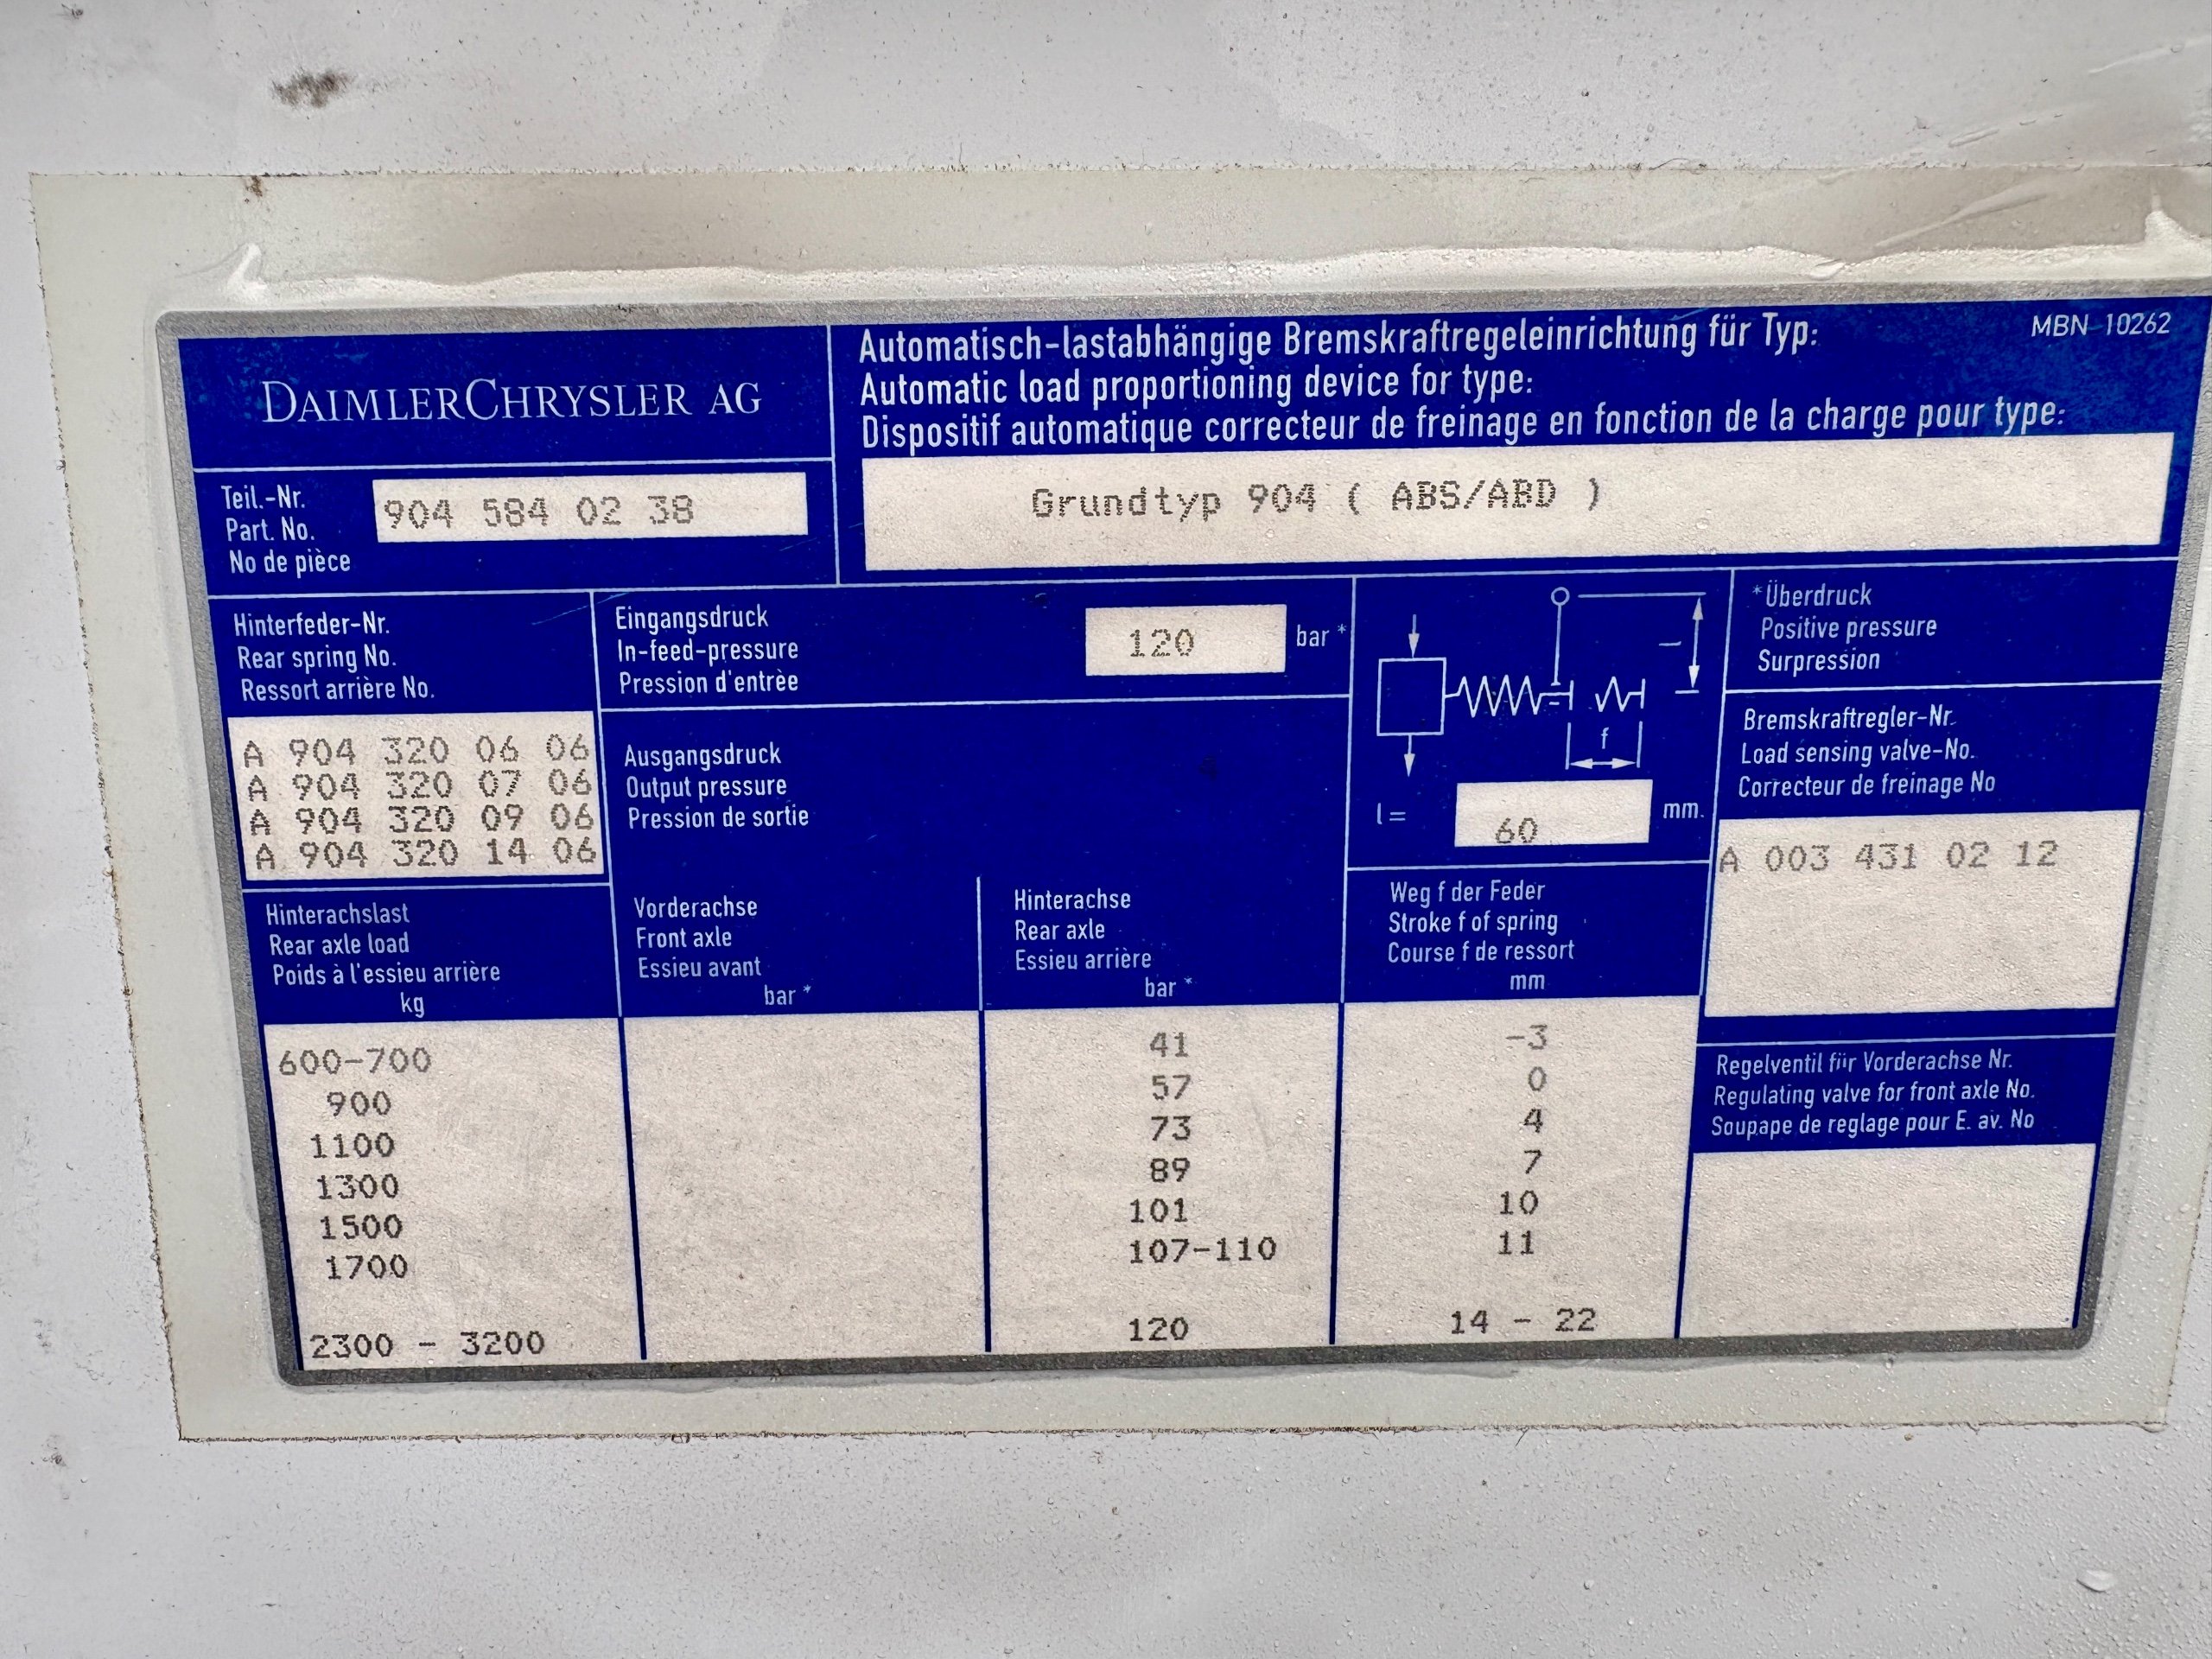 DAIMLERCHRYSLER AG
Automatisch-lastabhängige Bremskraftregeleinrichtung für Typ:
MBN 10262
Automatic load proportioning device for type:
Dispositif automatique correcteur de freinage en fonction de la charge pour type:
Teil.-Nr.
Part. No.
No de pièce
904 584 02 38
Grundtyp 904 ( ABS/ABD )
Hinterfeder-Nr.
Rear spring No.
Ressort arrière No.
A 904 320 06 06
A 904 320 07 06
A 904 320 09 06
A 904 320 14 06
Eingangsdruck
In-feed-pressure
Pression d'entrèe
120 bar *
Ausgangsdruck
Output pressure
Pression de sortie
l
f
l = 60 mm.
*Überdruck
Positive pressure
Surpression
Bremskraftregler-Nr.
Load sensing valve-No.
Correcteur de freinage No
A 003 431 02 12
Hinterachslast
Rear axle load
Poids à l'essieu arrière
kg
Vorderachse
Front axle
Essieu avant
bar *
Hinterachse
Rear axle
Essieu arrière
bar *
Weg f der Feder
Stroke f of spring
Course f de ressort
mm
600-700 41 -3
900 57 0
1100 73 4
1300 89 7
1500 101 10
1700 107-110 11
2300 - 3200 120 14 - 22
Regelventil für Vorderachse Nr.
Regulating valve for front axle No.
Soupape de reglage pour E. av. No